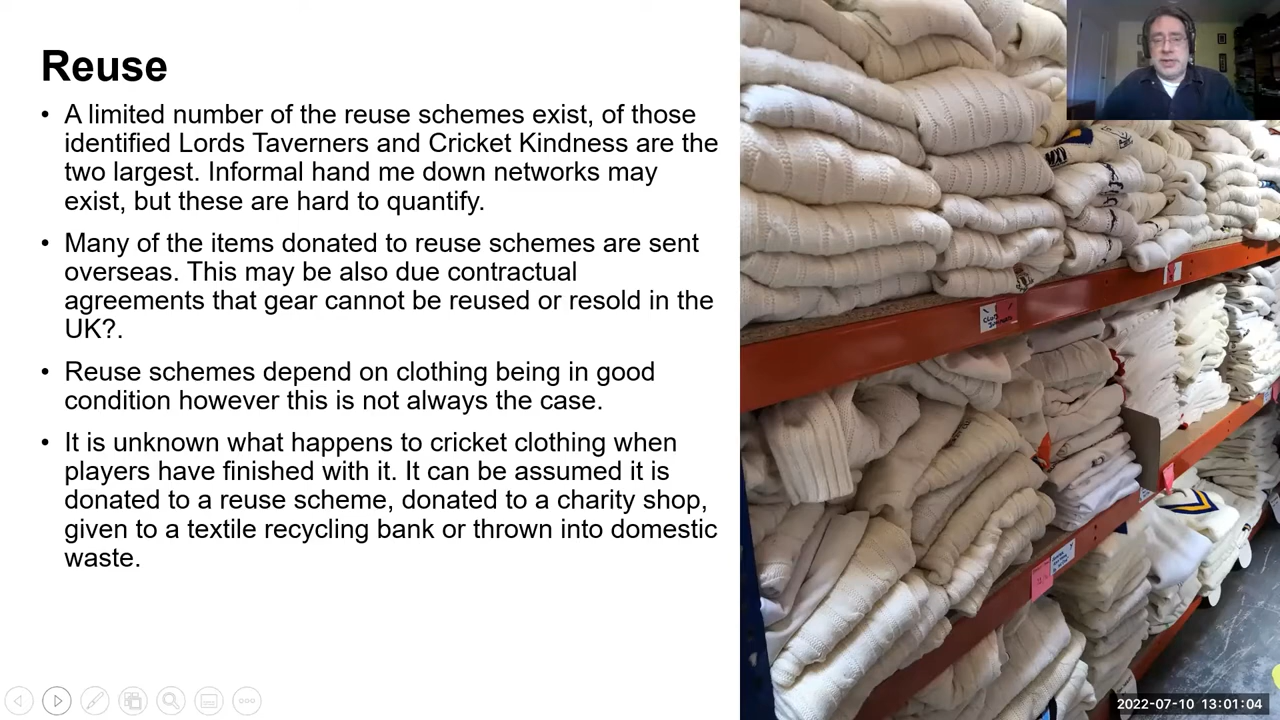 Reuse
• A limited number of the reuse schemes exist, of those
identified Lords Taverners and Cricket Kindness are the
two largest. Informal hand me down networks may
exist, but these are hard to quantify.
• Many of the items donated to reuse schemes are sent
overseas. This may be also due contractual
agreements that gear cannot be reused or resold in the
UK?.
• Reuse schemes depend on clothing being in good
condition however this is not always the case.
• It is unknown what happens to cricket clothing when
players have finished with it. It can be assumed it is
donated to a reuse scheme, donated to a charity shop,
given to a textile recycling bank or thrown into domestic
waste.
2022-07-10 13:01:04